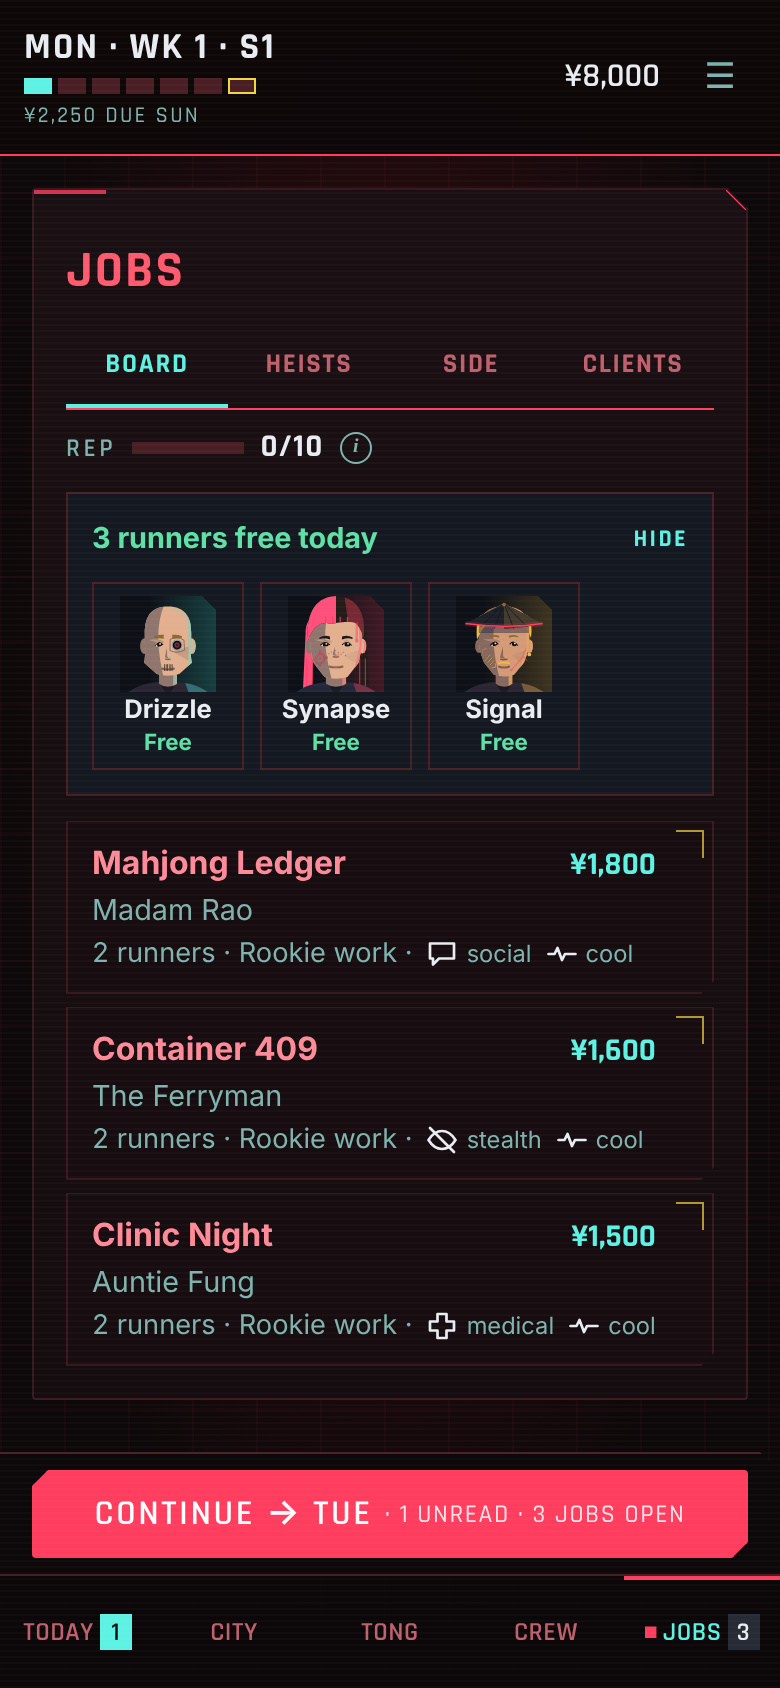 MON · WK 1 · S1
¥8,000
☰
¥2,250 DUE SUN
JOBS
BOARD HEISTS SIDE CLIENTS
REP 0/10 i
3 runners free today HIDE
Drizzle Synapse Signal
Free Free Free
Mahjong Ledger ¥1,800
Madam Rao
2 runners · Rookie work · social cool
Container 409 ¥1,600
The Ferryman
2 runners · Rookie work · stealth cool
Clinic Night ¥1,500
Auntie Fung
2 runners · Rookie work · medical cool
CONTINUE → TUE · 1 UNREAD · 3 JOBS OPEN
TODAY 1 CITY TONG CREW JOBS 3